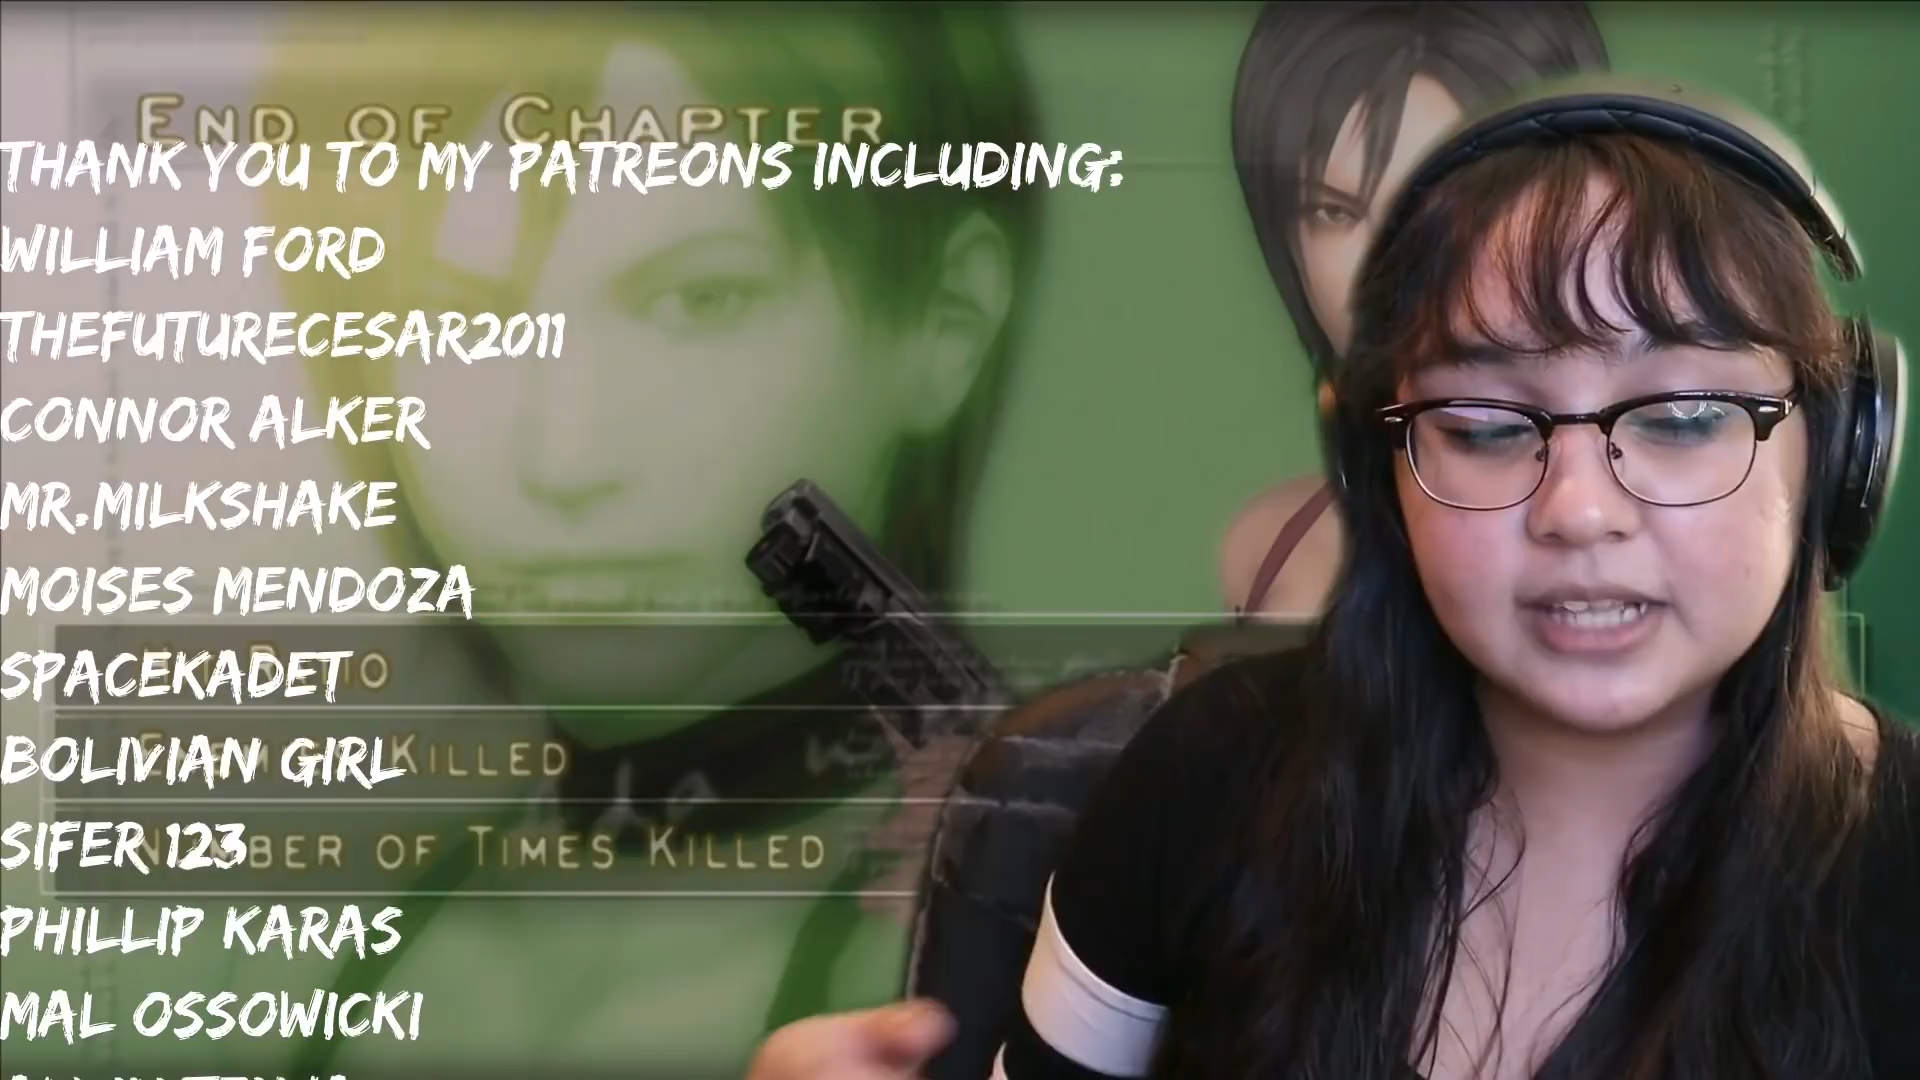 END OF CHAPTER
THANK YOU TO MY PATREONS INCLUDING:
WILLIAM FORD
THEFUTURECESAR2011
CONNOR ALKER
MR.MILKSHAKE
MOISES MENDOZA
SPACEKADET
BOLIVIAN GIRL
KILLED
SIFER 123
NUMBER OF TIMES KILLED
PHILLIP KARAS
MAL OSSOWICKI